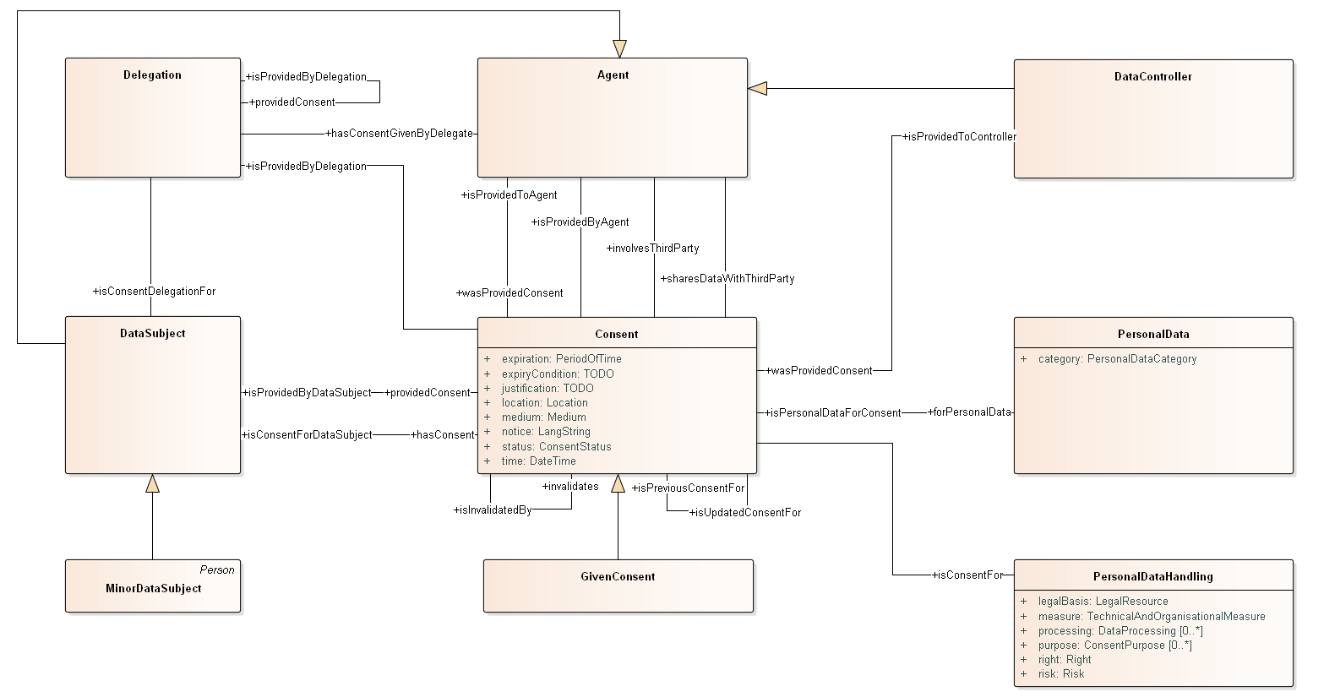 Delegation
Agent
DataController
+isProvidedByDelegation
+providedConsent
+hasConsentGivenByDelegate
+isProvidedToController
+isProvidedByDelegation
+isProvidedToAgent
+isProvidedByAgent
+involvesThirdParty
+sharesDataWithThirdParty
+isConsentDelegationFor
+wasProvidedConsent
DataSubject
Consent
+ expiration: PeriodOfTime
+ expiryCondition: TODO
+ justification: TODO
+ location: Location
+ medium: Medium
+ notice: LangString
+ status: ConsentStatus
+ time: DateTime
PersonalData
+ category: PersonalDataCategory
+wasProvidedConsent
+isProvidedByDataSubject +providedConsent
+isPersonalDataForConsent +forPersonalData
+isConsentForDataSubject +hasConsent
+invalidates
+isPreviousConsentFor
+isInvalidatedBy
+isUpdatedConsentFor
Person
MinorDataSubject
GivenConsent
+isConsentFor
PersonalDataHandling
+ legalBasis: LegalResource
+ measure: TechnicalAndOrganisationalMeasure
+ processing: DataProcessing [0..*]
+ purpose: ConsentPurpose [0..*]
+ right: Right
+ risk: Risk